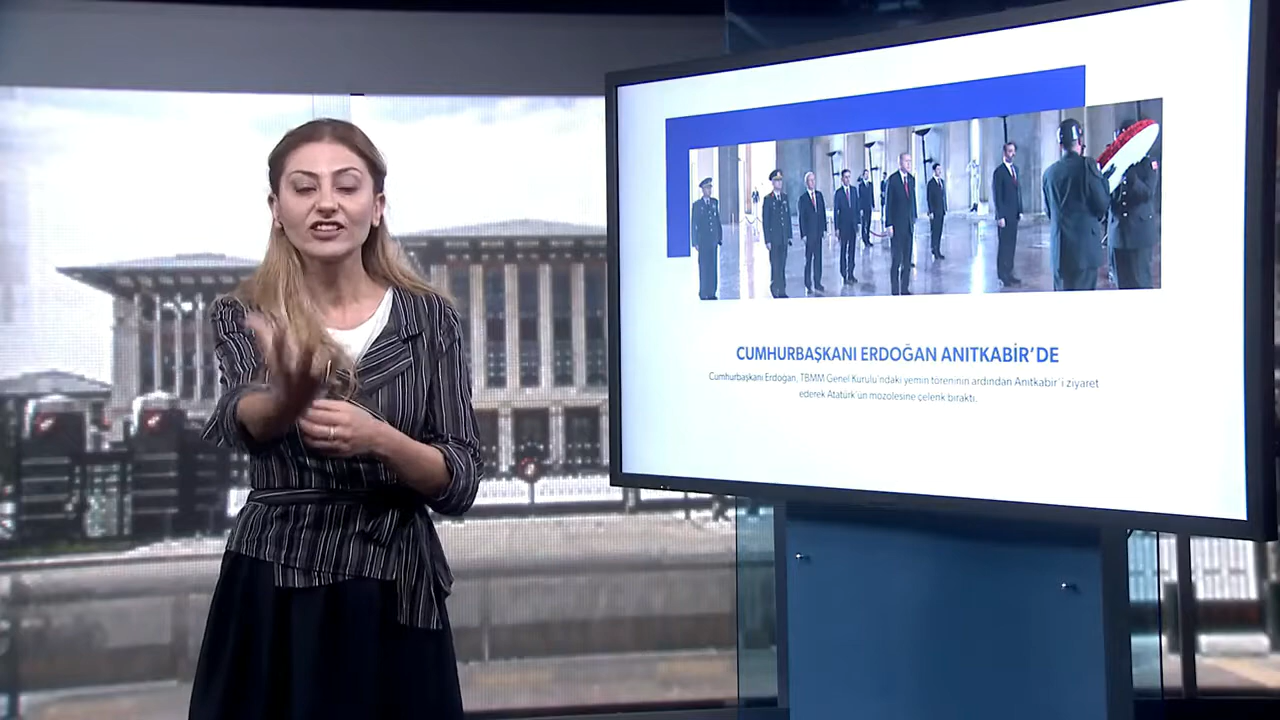 CUMHURBAŞKANI ERDOĞAN ANITKABİR'DE
Cumhurbaşkanı Erdoğan, TBMM Genel Kurulu'ndaki yemin töreninin ardından Anıtkabir'i ziyaret
ederek Atatürk'ün mozolesine çelenk bıraktı.